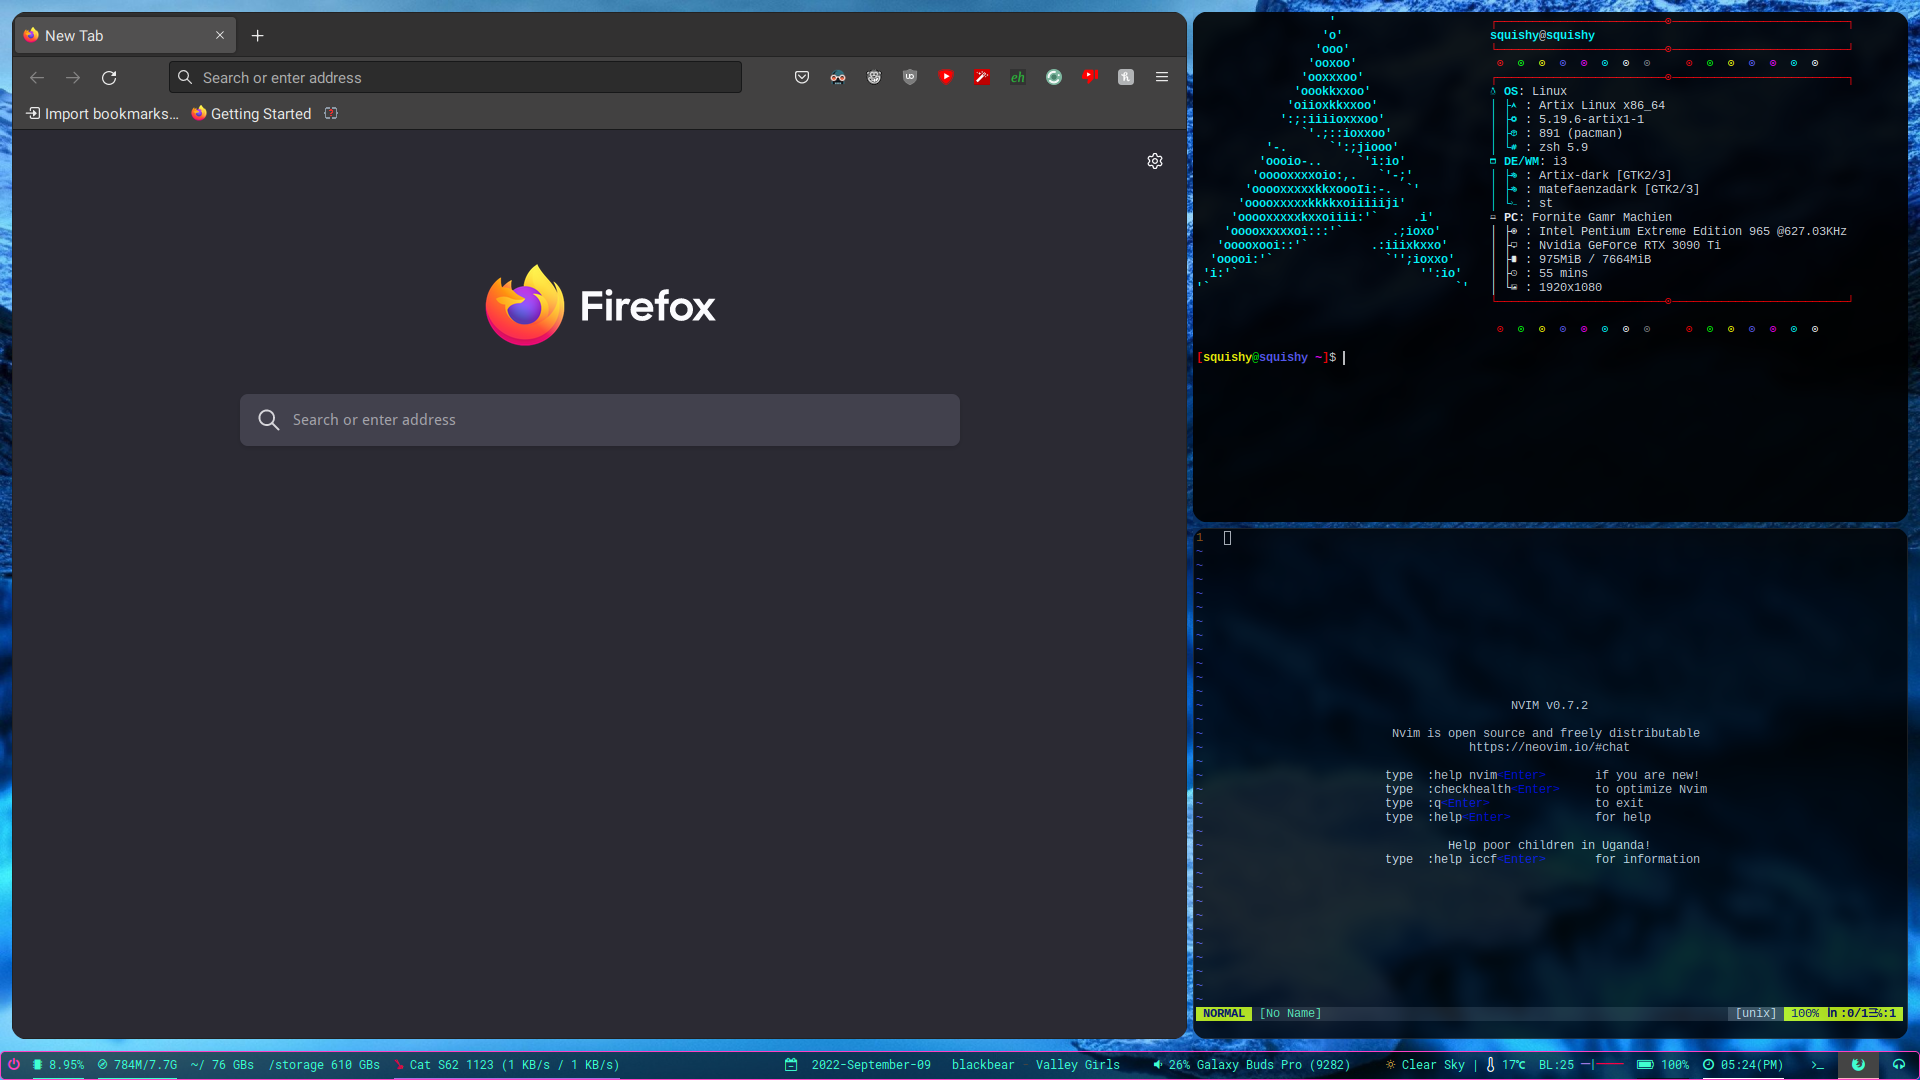 New Tab
Search or enter address
Import bookmarks...
Getting Started
Firefox
Search or enter address
'
'o'
'ooo'
'ooxoo'
'ooxxxoo'
'oookkxxoo'
'oiioxkkxxoo'
':;:iiiioxxxoo'
`'.;::ioxxoo'
'-. `':;jiooo'
'oooio-.. `'i:io'
'ooooxxxxoio:,. `'-;'
'ooooxxxxxkkxoooIi:-. `'
'ooooxxxxxkkkkxoiiiiiji'
'ooooxxxxxkxxoiiii:'` .i'
'ooooxxxxxoi:::'` .;ioxo'
'ooooxooi::'` .:iiixkxxo'
'ooooi:'` `'';ioxxo'
'i:'` '':io'
'` `'
squishy@squishy
OS: Linux
: Artix Linux x86_64
: 5.19.6-artix1-1
: 891 (pacman)
# : zsh 5.9
DE/WM: i3
: Artix-dark [GTK2/3]
: matefaenzadark [GTK2/3]
: st
PC: Fornite Gamr Machien
: Intel Pentium Extreme Edition 965 @627.03KHz
: Nvidia GeForce RTX 3090 Ti
: 975MiB / 7664MiB
: 55 mins
: 1920x1080
[squishy@squishy ~]$
1
NVIM v0.7.2
Nvim is open source and freely distributable
https://neovim.io/#chat
type :help nvim<Enter> if you are new!
type :checkhealth<Enter> to optimize Nvim
type :q<Enter> to exit
type :help<Enter> for help
Help poor children in Uganda!
type :help iccf<Enter> for information
NORMAL [No Name] [unix] 100% ln:0/1
8.95% 784M/7.7G ~/ 76 GBs /storage 610 GBs Cat S62 1123 (1 KB/s / 1 KB/s) 2022-September-09 blackbear - Valley Girls 26% Galaxy Buds Pro (9282) Clear Sky | 17℃ BL:25 100% 05:24(PM)